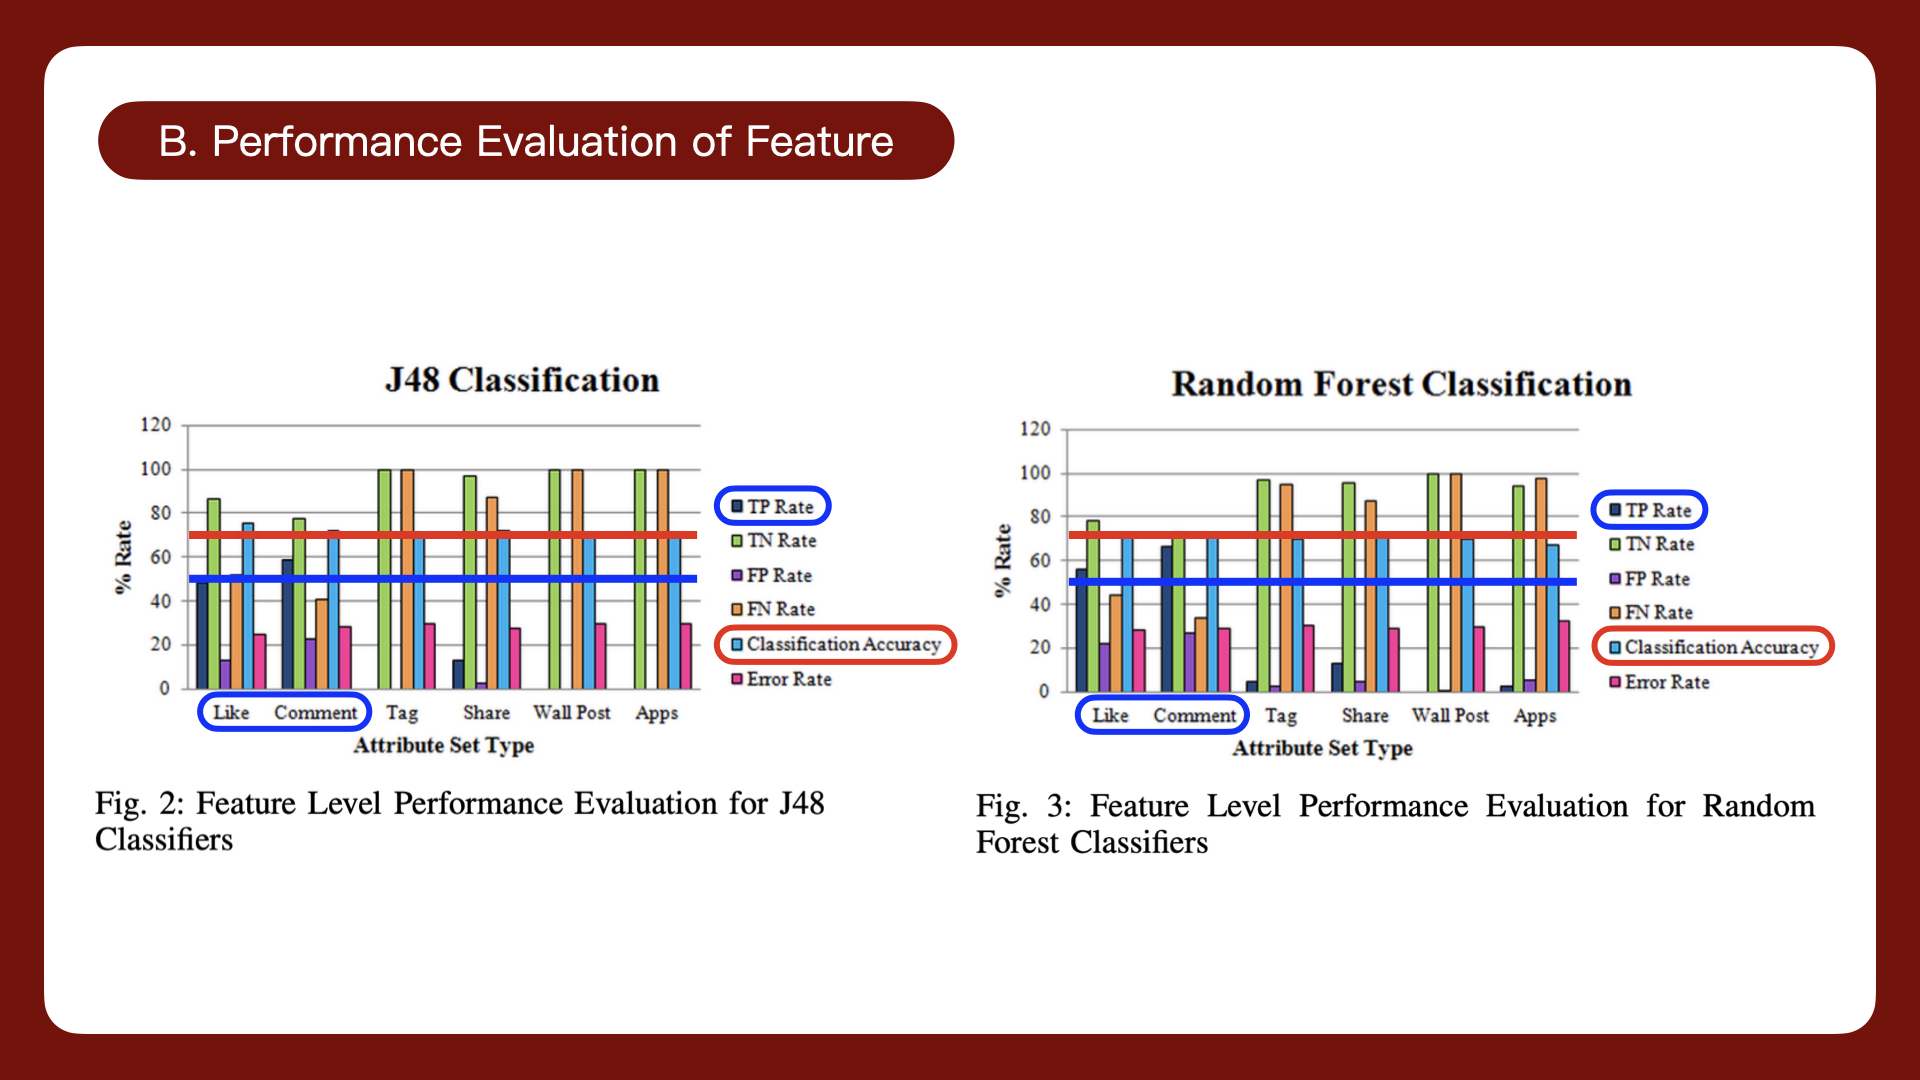 B. Performance Evaluation of Feature
J48 Classification
120
100
80
60
40
20
0
% Rate
Like Comment Tag Share Wall Post Apps
Attribute Set Type
TP Rate
TN Rate
FP Rate
FN Rate
Classification Accuracy
Error Rate
Fig. 2: Feature Level Performance Evaluation for J48
Classifiers
Random Forest Classification
120
100
80
60
40
20
0
% Rate
Like Comment Tag Share Wall Post Apps
Attribute Set Type
TP Rate
TN Rate
FP Rate
FN Rate
Classification Accuracy
Error Rate
Fig. 3: Feature Level Performance Evaluation for Random
Forest Classifiers